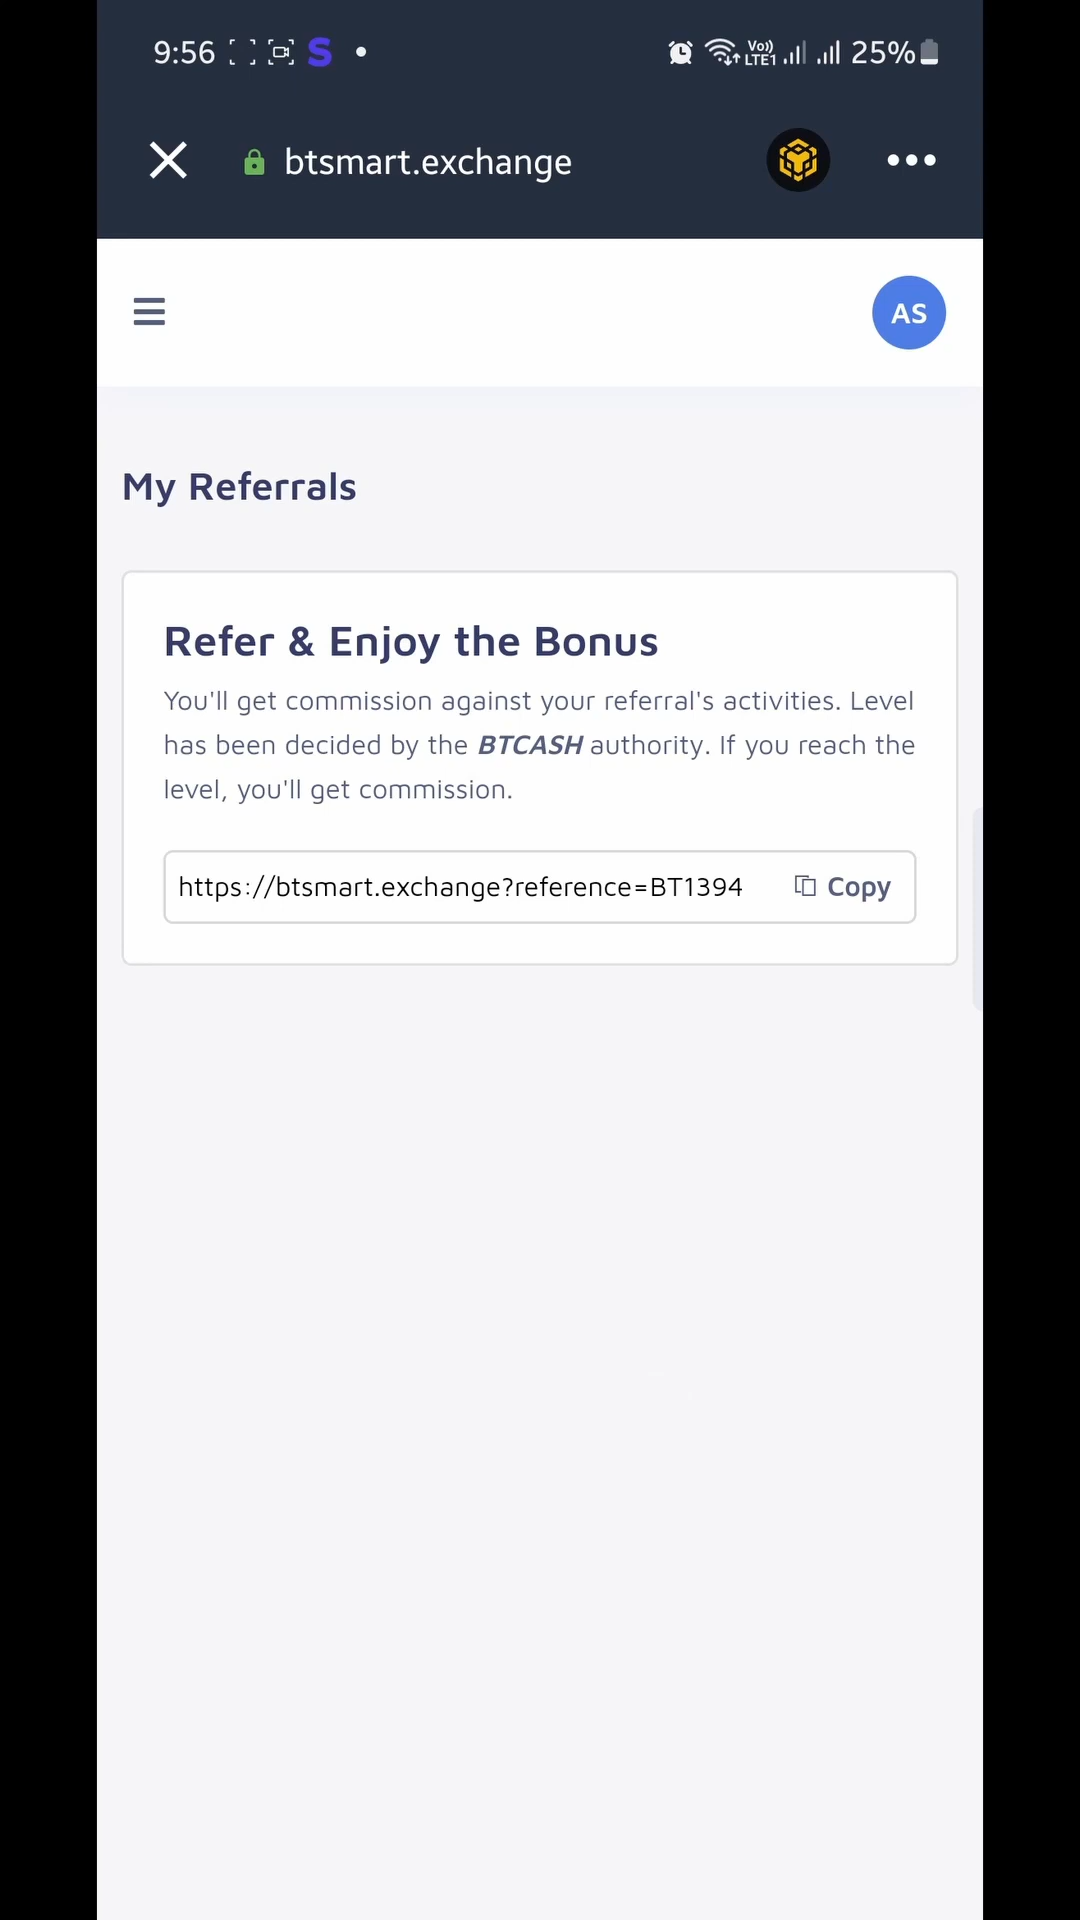 9:56 S 25%
Vo))
LTE1
btsmart.exchange
AS
My Referrals
Refer & Enjoy the Bonus
You'll get commission against your referral's activities. Level
has been decided by the BTCASH authority. If you reach the
level, you'll get commission.
https://btsmart.exchange?reference=BT1394 Copy